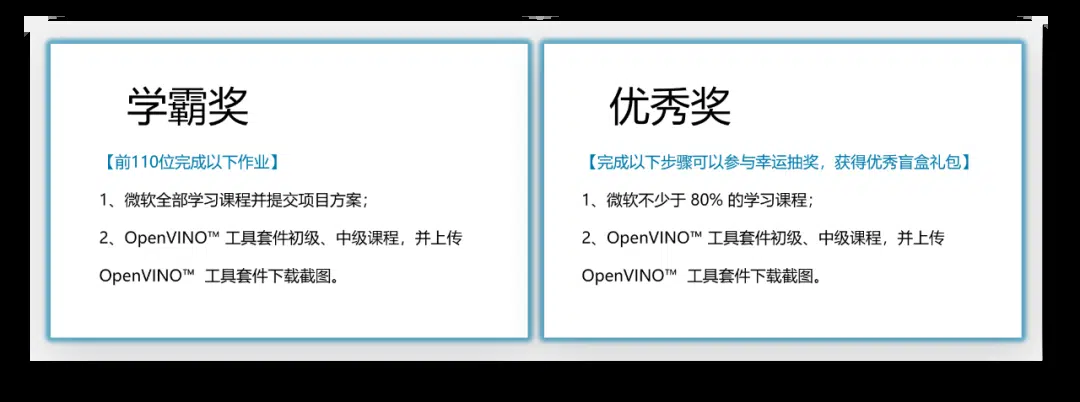 学霸奖
【前110位完成以下作业】
1、微软全部学习课程并提交项目方案；
2、OpenVINO™ 工具套件初级、中级课程，并上传
OpenVINO™ 工具套件下载截图。
优秀奖
【完成以下步骤可以参与幸运抽奖，获得优秀盲盒礼包】
1、微软不少于 80% 的学习课程；
2、OpenVINO™ 工具套件初级、中级课程，并上传
OpenVINO™ 工具套件下载截图。